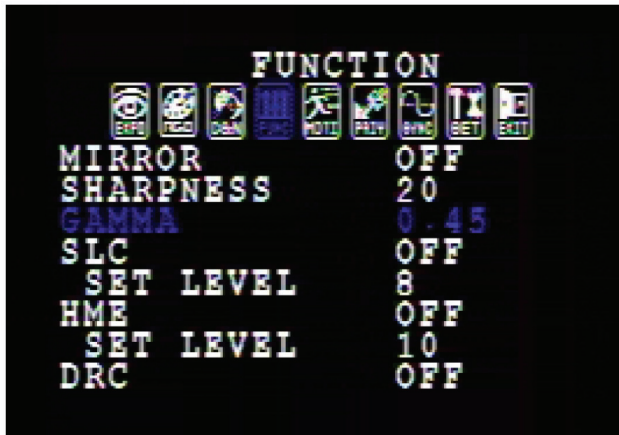 FUNCTION
EXPO D&N FUNC MOTI PRIV SYNC SET EXIT
MIRROR OFF
SHARPNESS 20
GAMMA 0.45
SLC OFF
SET LEVEL 8
HME OFF
SET LEVEL 10
DRC OFF